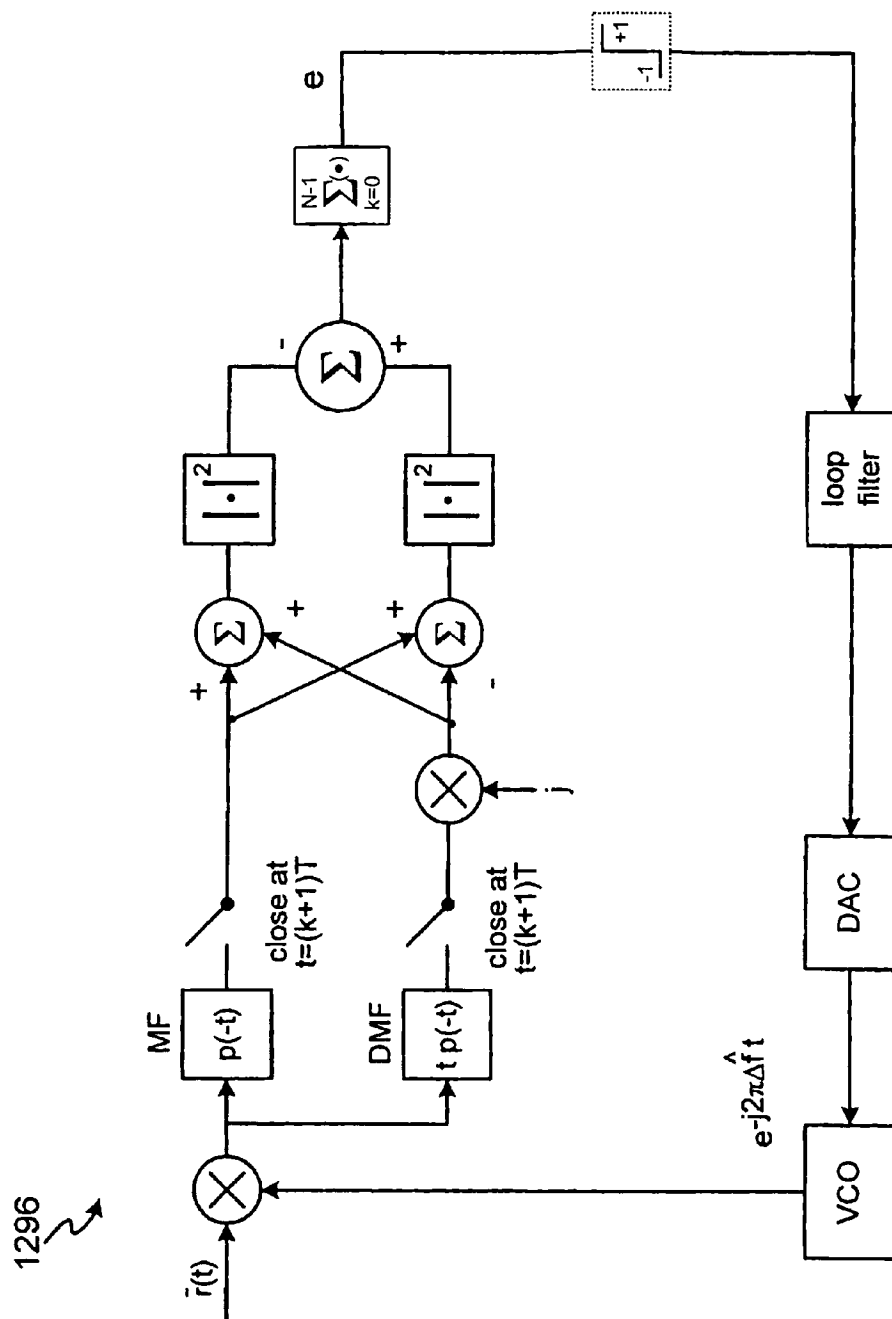 1296
r̃(t)
MF
p(-t)
close at
t=(k+1)T
DMF
t p(-t)
close at
t=(k+1)T
j
+
+
Σ
+
-
Σ
|•|²
|•|²
-
+
Σ
N-1
Σ(•)
k=0
e
+1
-1
loop
filter
DAC
VCO
e^-j2πΔf̂ t